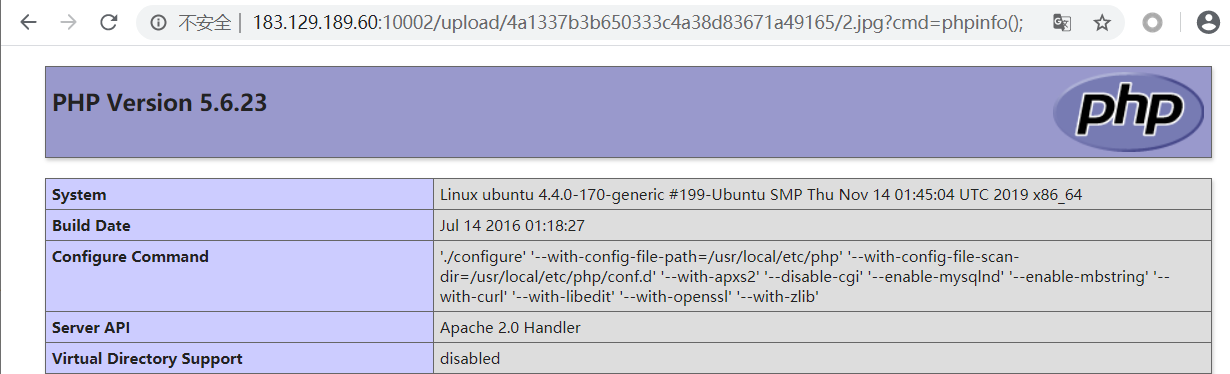 不安全 | 183.129.189.60:10002/upload/4a1337b3b650333c4a38d83671a49165/2.jpg?cmd=phpinfo();
PHP Version 5.6.23
php
System Linux ubuntu 4.4.0-170-generic #199-Ubuntu SMP Thu Nov 14 01:45:04 UTC 2019 x86_64
Build Date Jul 14 2016 01:18:27
Configure Command './configure' '--with-config-file-path=/usr/local/etc/php' '--with-config-file-scan-
dir=/usr/local/etc/php/conf.d' '--with-apxs2' '--disable-cgi' '--enable-mysqlnd' '--enable-mbstring' '--
with-curl' '--with-libedit' '--with-openssl' '--with-zlib'
Server API Apache 2.0 Handler
Virtual Directory Support disabled